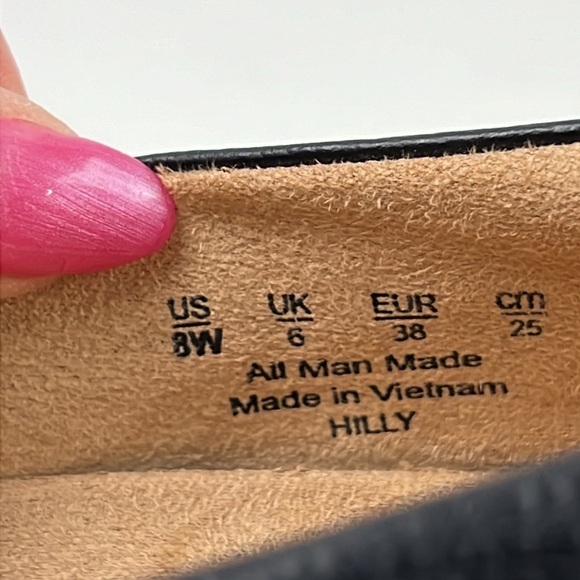 US UK EUR cm
8W 6 38 25
All Man Made
Made in Vietnam
HILLY